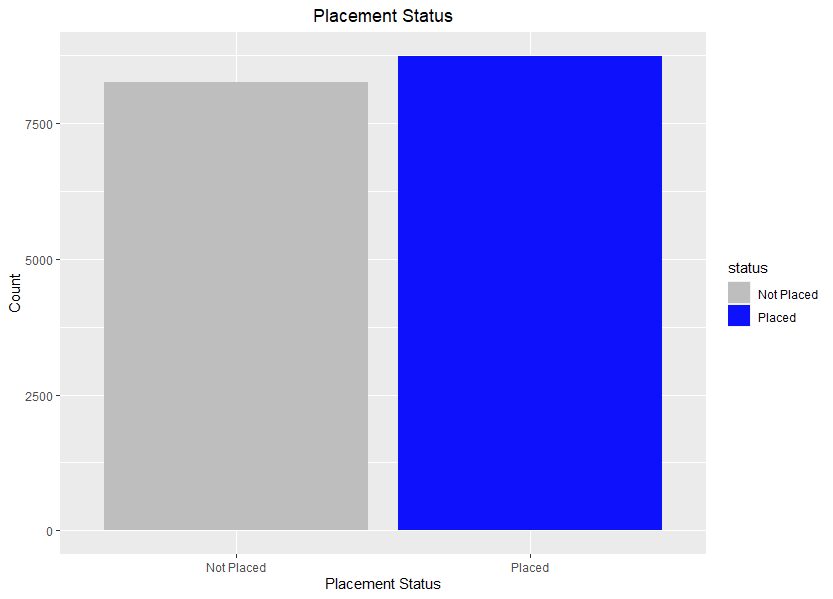 Placement Status
7500
5000
2500
0
Count
Not Placed
Placed
Placement Status
status
Not Placed
Placed